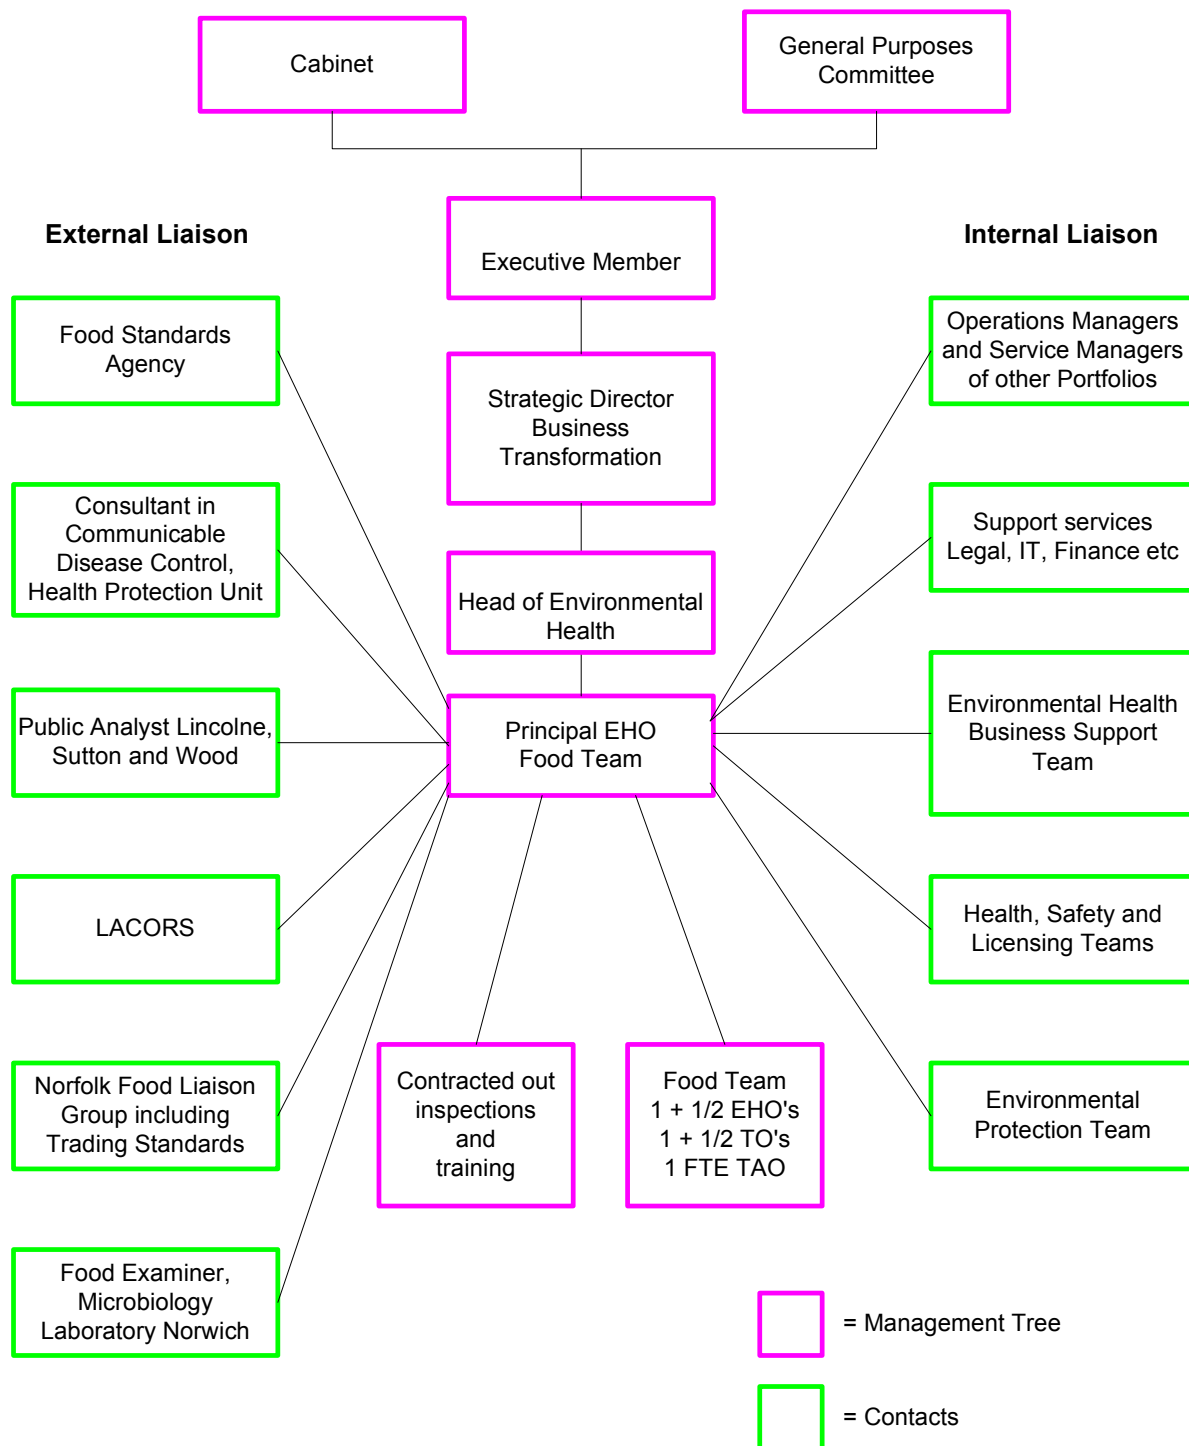 Cabinet
General Purposes
Committee
External Liaison
Internal Liaison
Executive Member
Food Standards
Agency
Strategic Director
Business
Transformation
Operations Managers
and Service Managers
of other Portfolios
Consultant in
Communicable
Disease Control,
Health Protection Unit
Head of Environmental
Health
Support services
Legal, IT, Finance etc
Public Analyst Lincolne,
Sutton and Wood
Principal EHO
Food Team
Environmental Health
Business Support
Team
LACORS
Health, Safety and
Licensing Teams
Norfolk Food Liaison
Group including
Trading Standards
Contracted out
inspections
and
training
Food Team
1 + 1/2 EHO's
1 + 1/2 TO's
1 FTE TAO
Environmental
Protection Team
Food Examiner,
Microbiology
Laboratory Norwich
= Management Tree
= Contacts